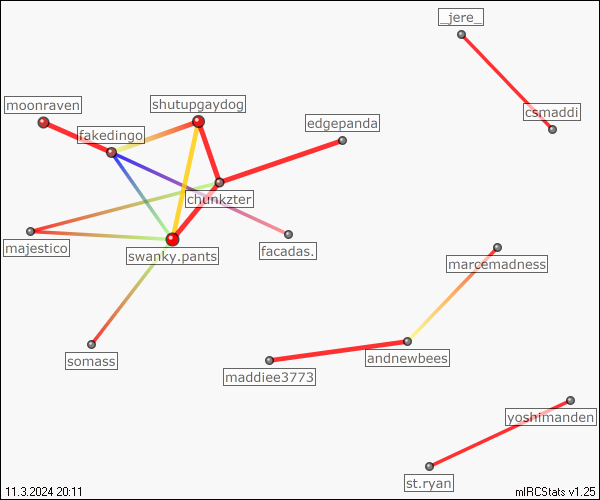 _jere_
moonraven
shutupgaydog
csmaddi
edgepanda
fakedingo
chunkzter
majestico
facadas.
swanky.pants
marcemadness
somass
andnewbees
maddiee3773
yoshimanden
st.ryan
11.3.2024 20:11
mIRCStats v1.25